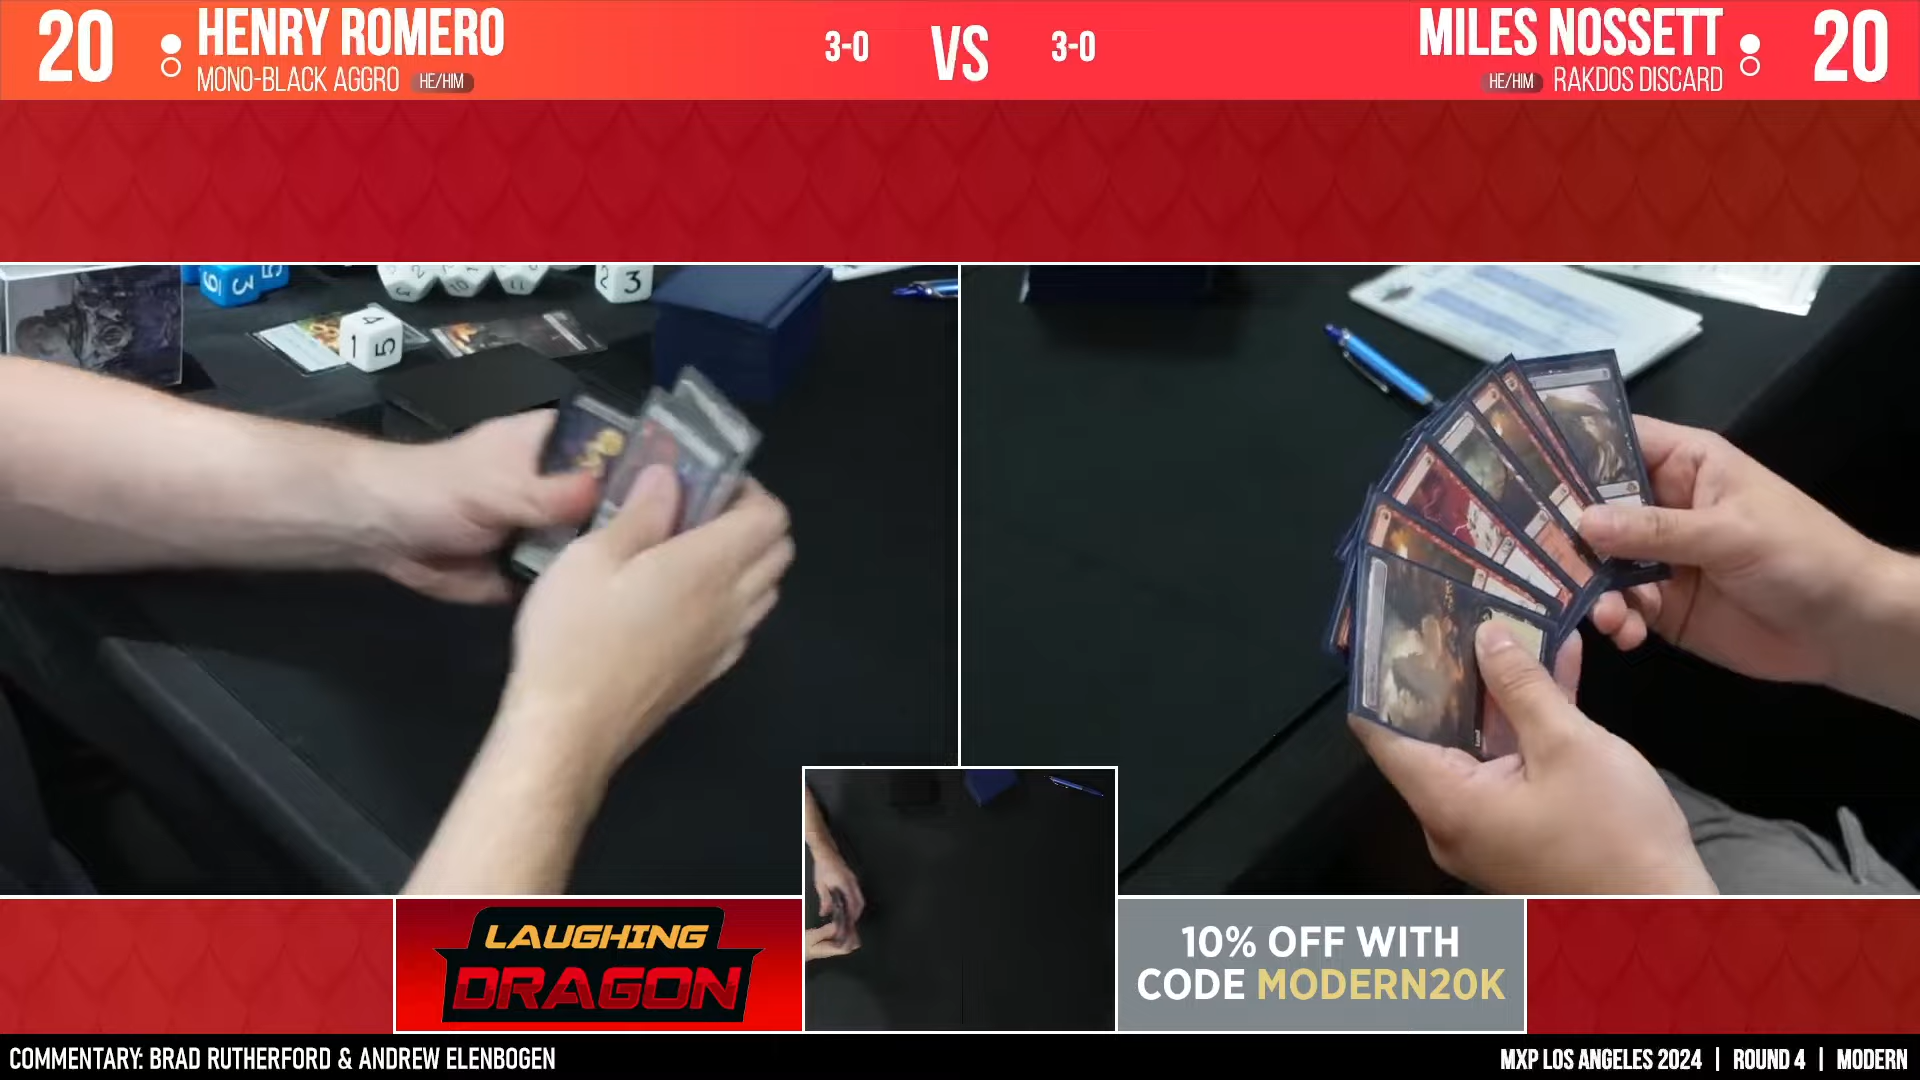 20
HENRY ROMERO
MONO-BLACK AGGRO HE/HIM
3-0 VS 3-0
MILES NOSSETT
HE/HIM RAKDOS DISCARD
20
LAUGHING
DRAGON
10% OFF WITH
CODE MODERN20K
COMMENTARY: BRAD RUTHERFORD & ANDREW ELENBOGEN
MXP LOS ANGELES 2024 | ROUND 4 | MODERN